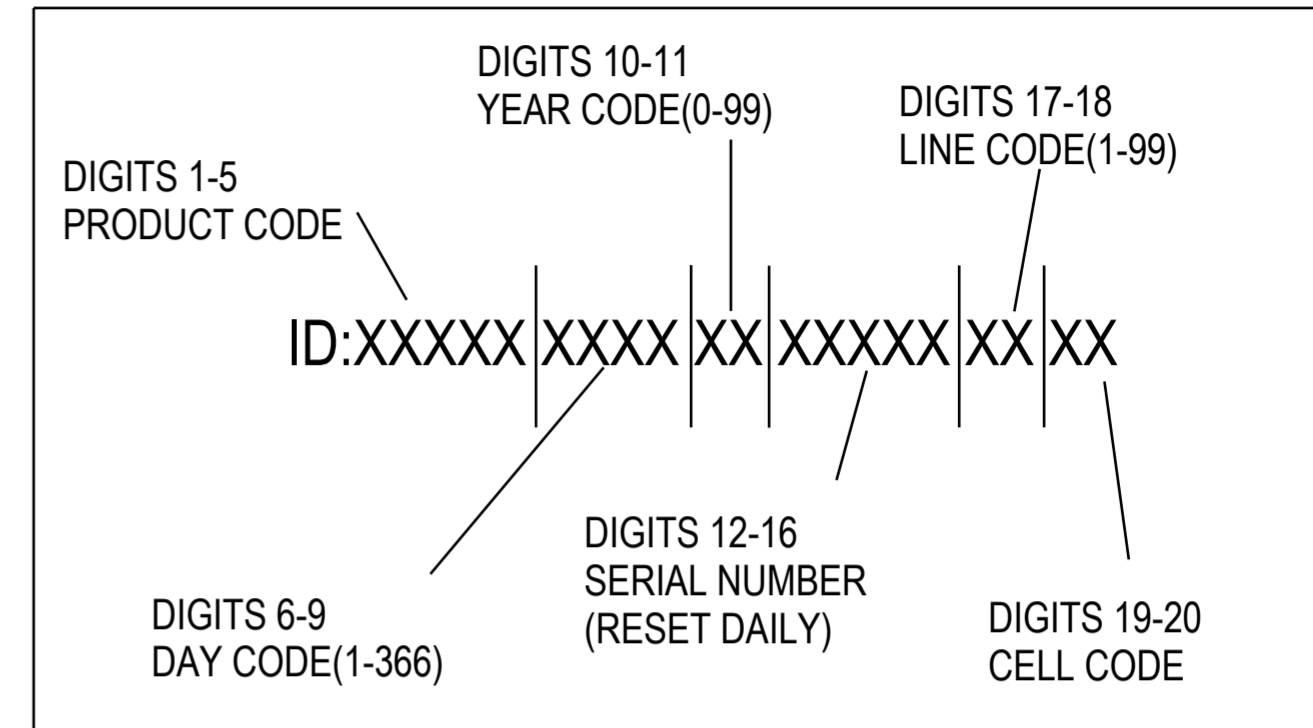 DIGITS 10-11
YEAR CODE(0-99)
DIGITS 17-18
LINE CODE(1-99)
DIGITS 1-5
PRODUCT CODE
ID:XXXXX XXXX XX XXXXX XX XX
DIGITS 12-16
SERIAL NUMBER
(RESET DAILY)
DIGITS 6-9
DAY CODE(1-366)
DIGITS 19-20
CELL CODE